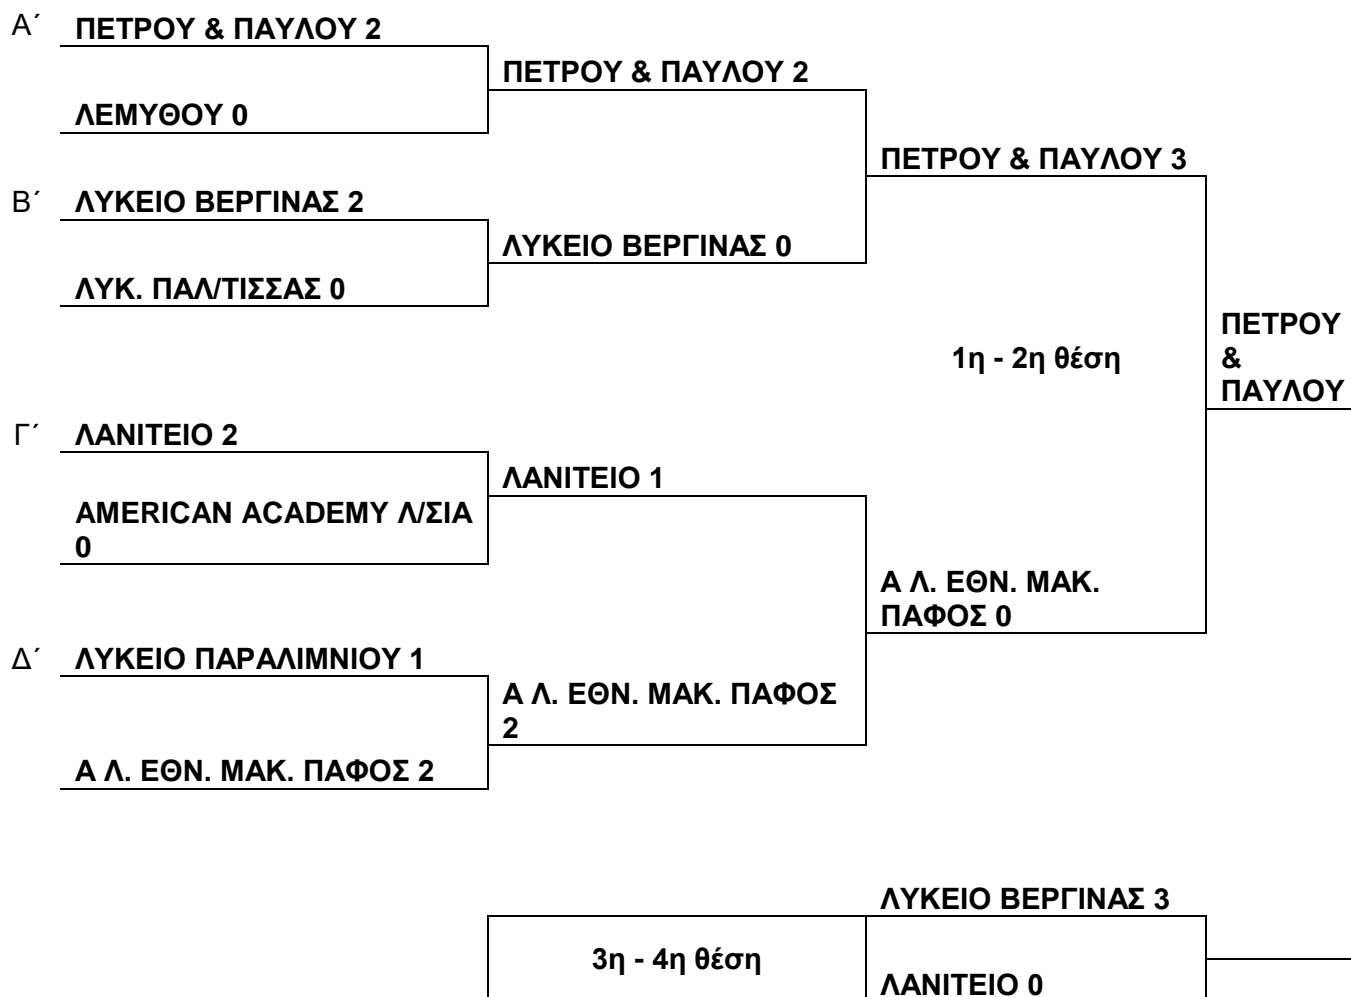 Α΄ ΠΕΤΡΟΥ & ΠΑΥΛΟΥ 2
ΠΕΤΡΟΥ & ΠΑΥΛΟΥ 2
ΛΕΜΥΘΟΥ 0
ΠΕΤΡΟΥ & ΠΑΥΛΟΥ 3
Β΄ ΛΥΚΕΙΟ ΒΕΡΓΙΝΑΣ 2
ΛΥΚΕΙΟ ΒΕΡΓΙΝΑΣ 0
ΛΥΚ. ΠΑΛ/ΤΙΣΣΑΣ 0
ΠΕΤΡΟΥ
&
ΠΑΥΛΟΥ
1η - 2η θέση
Γ΄ ΛΑΝΙΤΕΙΟ 2
ΛΑΝΙΤΕΙΟ 1
AMERICAN ACADEMY Λ/ΣΙΑ
0
Α Λ. ΕΘΝ. ΜΑΚ.
ΠΑΦΟΣ 0
Δ΄ ΛΥΚΕΙΟ ΠΑΡΑΛΙΜΝΙΟΥ 1
Α Λ. ΕΘΝ. ΜΑΚ. ΠΑΦΟΣ
2
Α Λ. ΕΘΝ. ΜΑΚ. ΠΑΦΟΣ 2
ΛΥΚΕΙΟ ΒΕΡΓΙΝΑΣ 3
3η - 4η θέση
ΛΑΝΙΤΕΙΟ 0